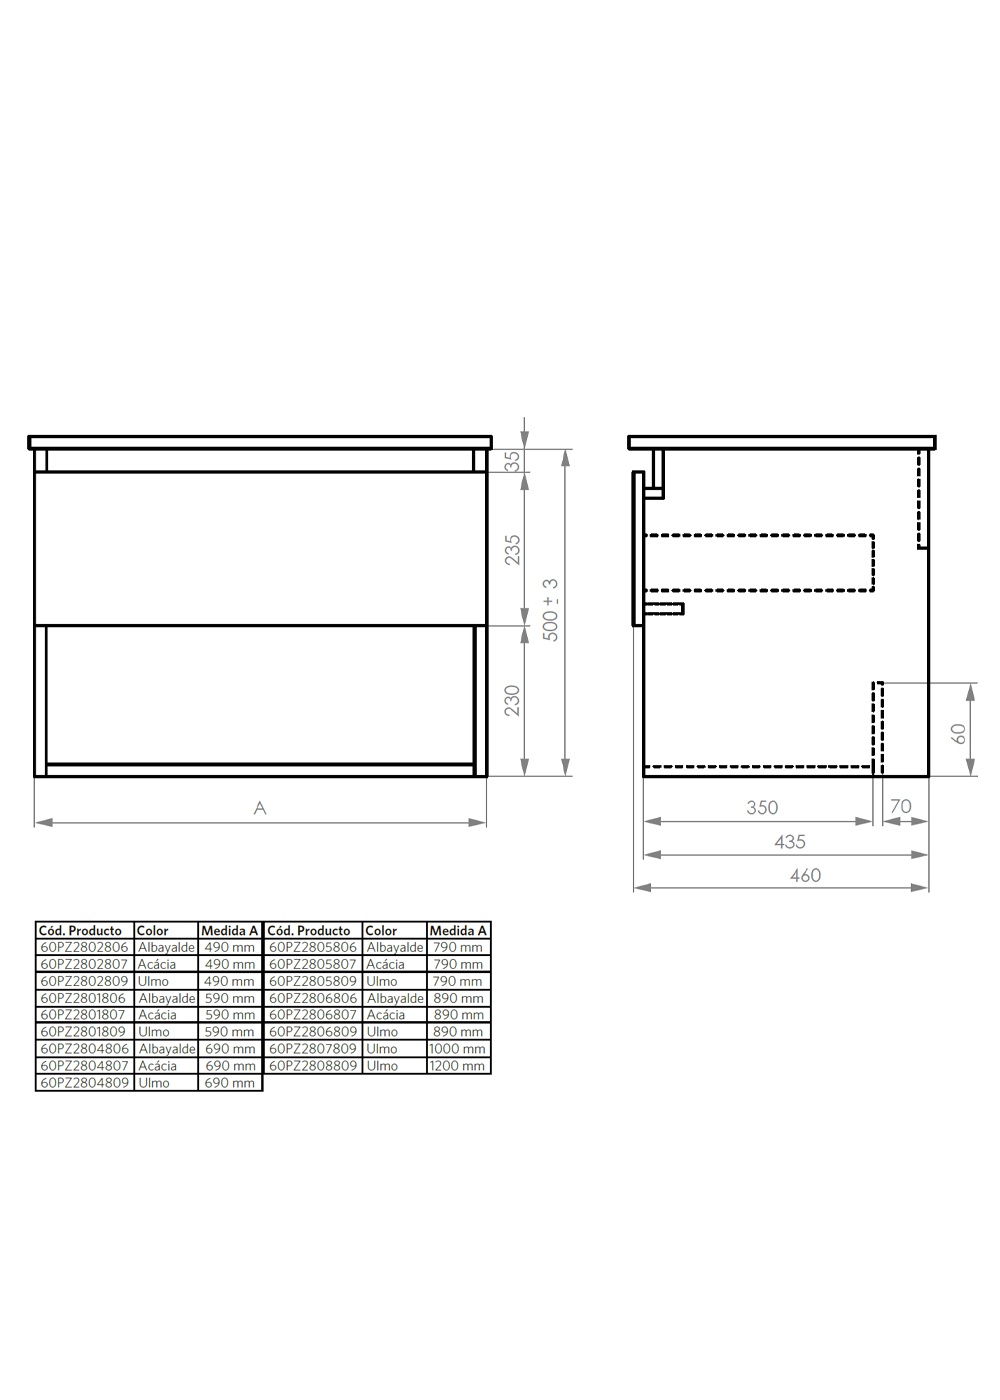 35
235
500 ± 3
230
60
A
350
70
435
460
Cód. Producto Color Medida A Cód. Producto Color Medida A
60PZ2802806 Albayalde 490 mm 60PZ2805806 Albayalde 790 mm
60PZ2802807 Acácia 490 mm 60PZ2805807 Acácia 790 mm
60PZ2802809 Ulmo 490 mm 60PZ2805809 Ulmo 790 mm
60PZ2801806 Albayalde 590 mm 60PZ2806806 Albayalde 890 mm
60PZ2801807 Acácia 590 mm 60PZ2806807 Acácia 890 mm
60PZ2801809 Ulmo 590 mm 60PZ2806809 Ulmo 890 mm
60PZ2804806 Albayalde 690 mm 60PZ2807809 Ulmo 1000 mm
60PZ2804807 Acácia 690 mm 60PZ2808809 Ulmo 1200 mm
60PZ2804809 Ulmo 690 mm